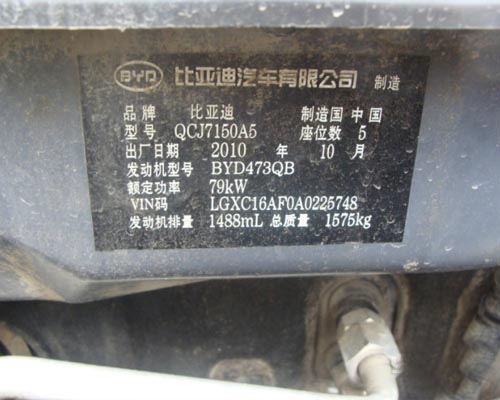 BYD 比亚迪汽车有限公司 制造
品牌 比亚迪 制造国 中国
型号 QCJ7150A5 座位数 5
出厂日期 2010 年 10 月
发动机型号 BYD473QB
额定功率 79kW
VIN码 LGXC16AF0A0225748
发动机排量 1488mL 总质量 1575kg